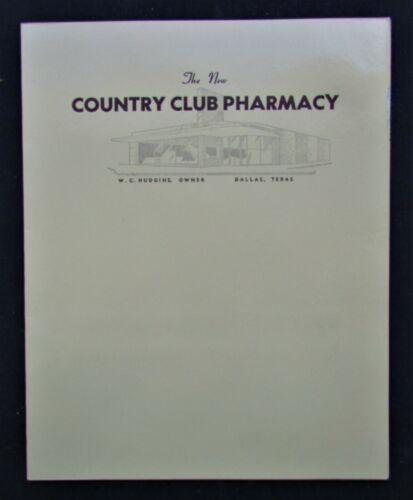 The New
COUNTRY CLUB PHARMACY
W. C. HUDGINS, OWNER DALLAS, TEXAS